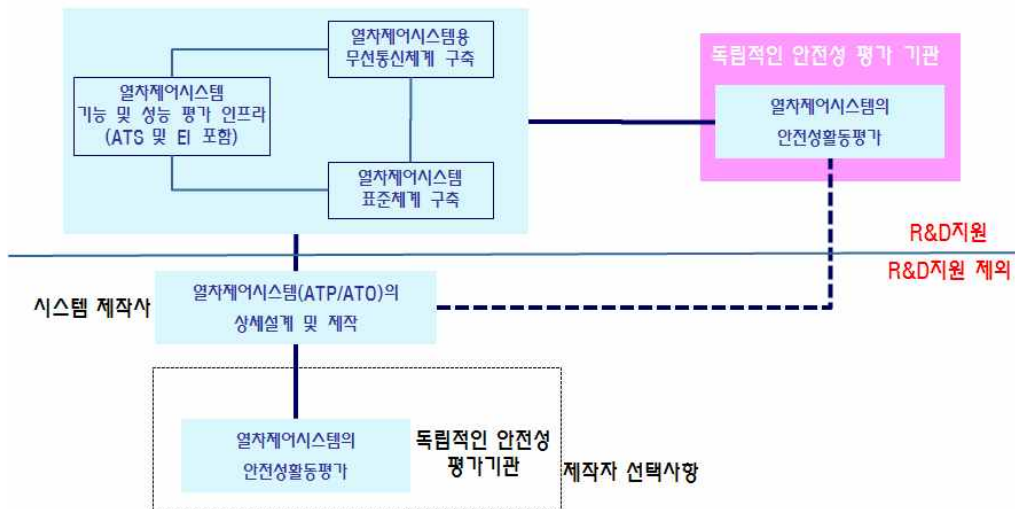 열차제어시스템용
무선통신체계 구축
열차제어시스템
기능 및 성능 평가 인프라
(ATS 및 EI 포함)
열차제어시스템
표준체계 구축
독립적인 안전성 평가 기관
열차제어시스템의
안전성활동평가
R&D지원
R&D지원 제외
시스템 제작사
열차제어시스템(ATP/ATO)의
상세설계 및 제작
열차제어시스템의
안전성활동평가
독립적인 안전성
평가기관
제작자 선택사항